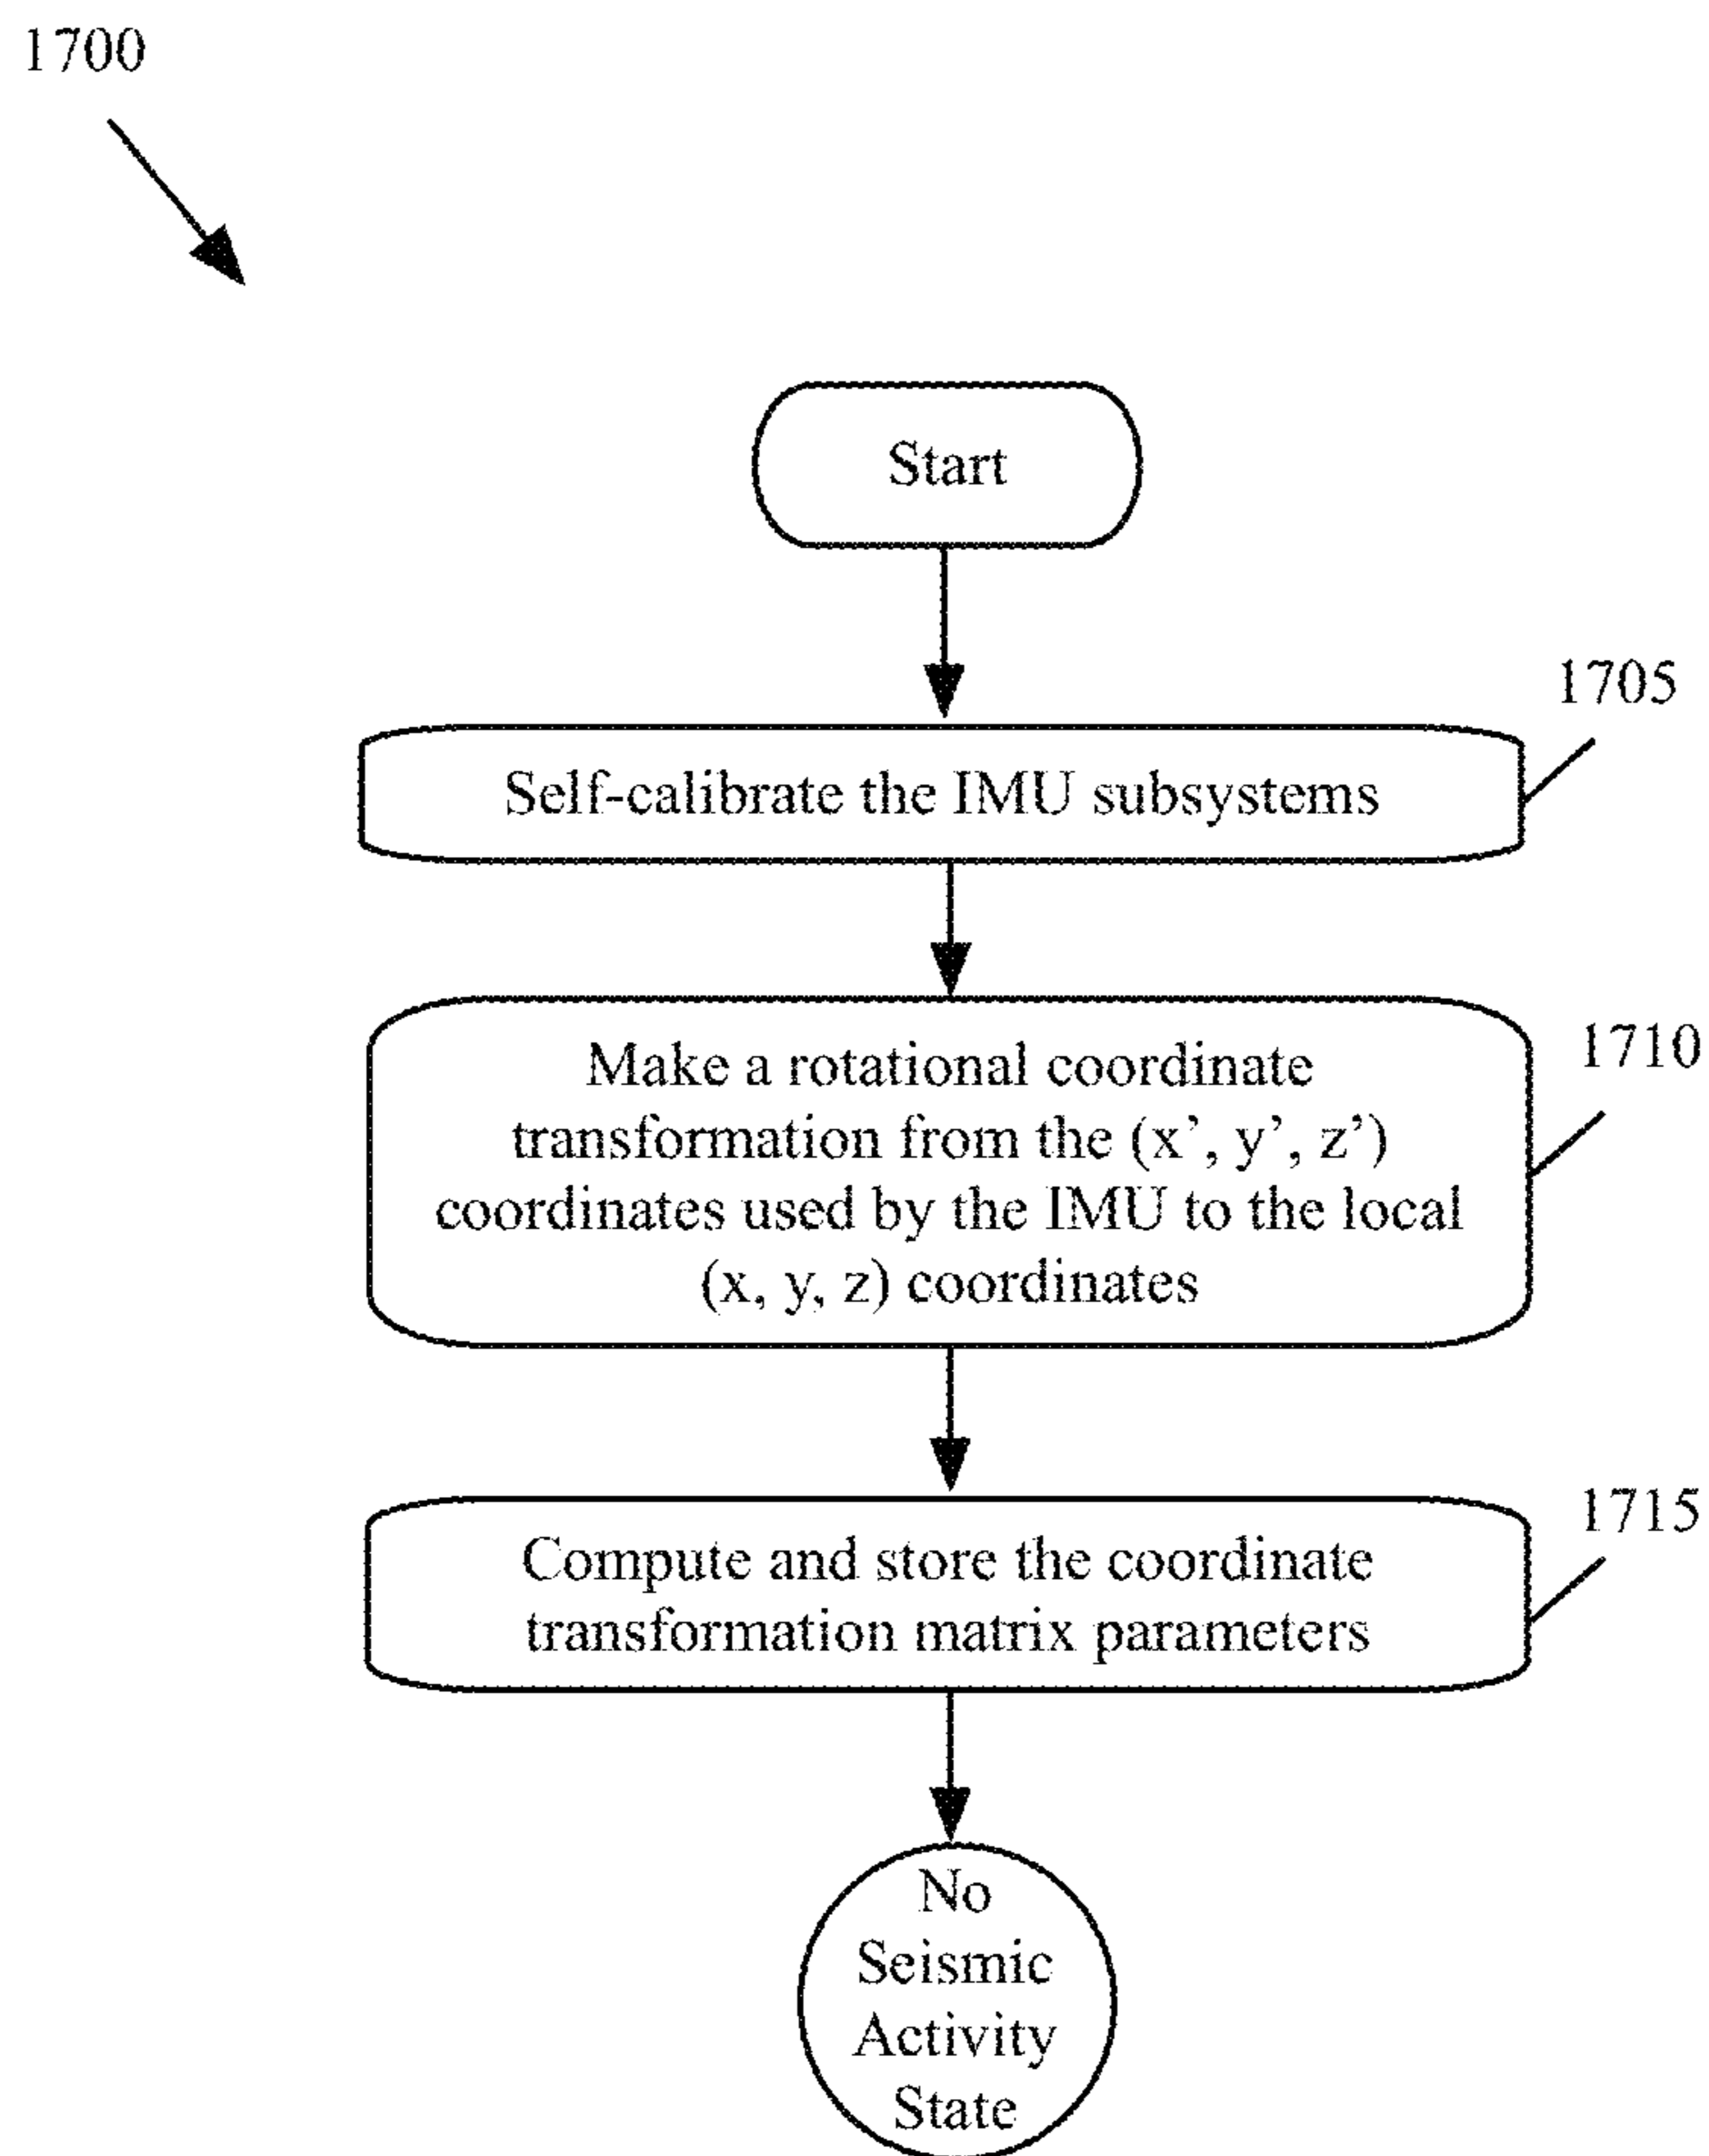 1700
Start
1705
Self-calibrate the IMU subsystems
1710
Make a rotational coordinate
transformation from the (x’, y’, z’)
coordinates used by the IMU to the local
(x, y, z) coordinates
1715
Compute and store the coordinate
transformation matrix parameters
No
Seismic
Activity
State